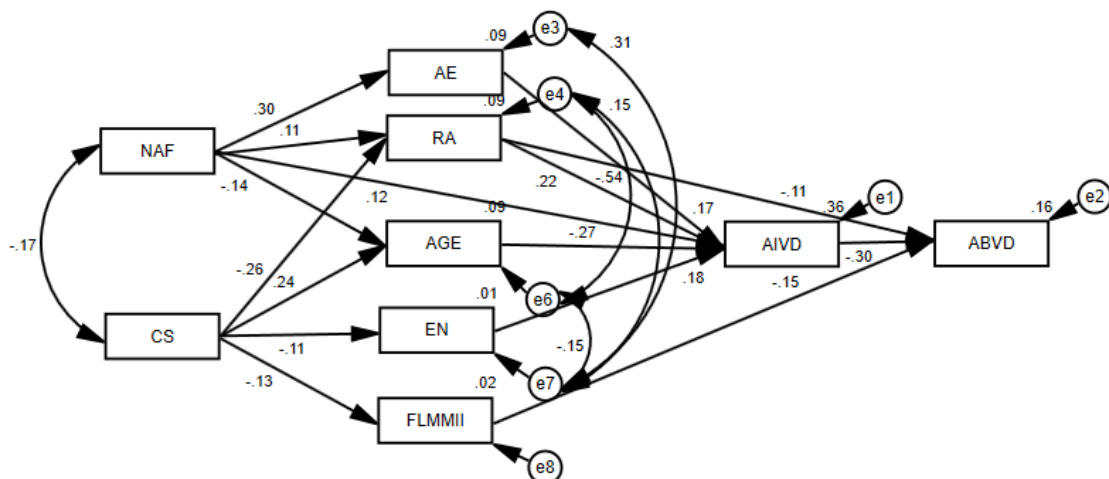 .09
e3
.31
AE
.09
e4
.15
.30
.11
RA
NAF
-.14
.12
.22
-.54
-.11
.09
.17
.36
e1
.16
e2
-.17
AGE
-.27
AIVD
-.30
ABVD
-.26
.24
.01
e6
.18
-.15
CS
-.11
EN
-.15
-.13
.02
e7
FLMMII
e8